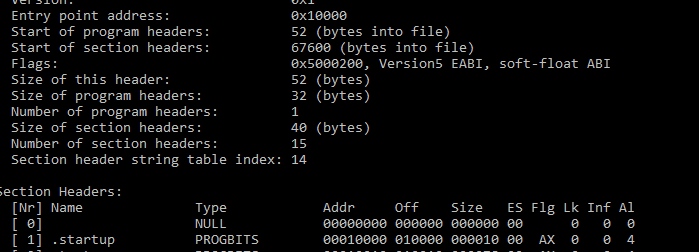 Version: 0x1
Entry point address: 0x10000
Start of program headers: 52 (bytes into file)
Start of section headers: 67600 (bytes into file)
Flags: 0x5000200, Version5 EABI, soft-float ABI
Size of this header: 52 (bytes)
Size of program headers: 32 (bytes)
Number of program headers: 1
Size of section headers: 40 (bytes)
Number of section headers: 15
Section header string table index: 14
Section Headers:
[Nr] Name Type Addr Off Size ES Flg Lk Inf Al
[ 0] NULL 00000000 000000 000000 00 0 0 0
[ 1] .startup PROGBITS 00010000 010000 000010 00 AX 0 0 4